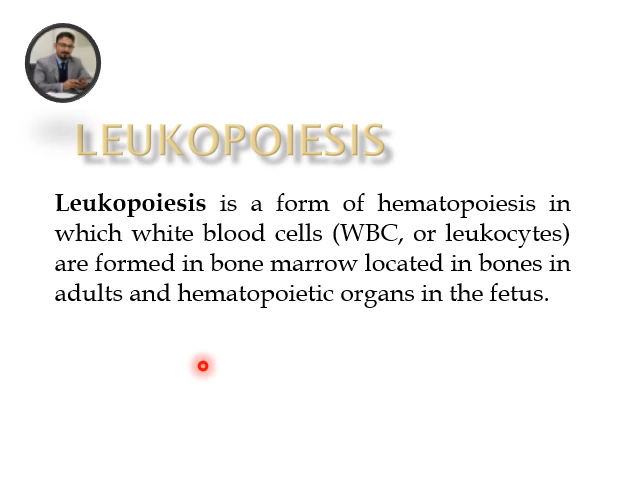 LEUKOPOIESIS
Leukopoiesis is a form of hematopoiesis in
which white blood cells (WBC, or leukocytes)
are formed in bone marrow located in bones in
adults and hematopoietic organs in the fetus.